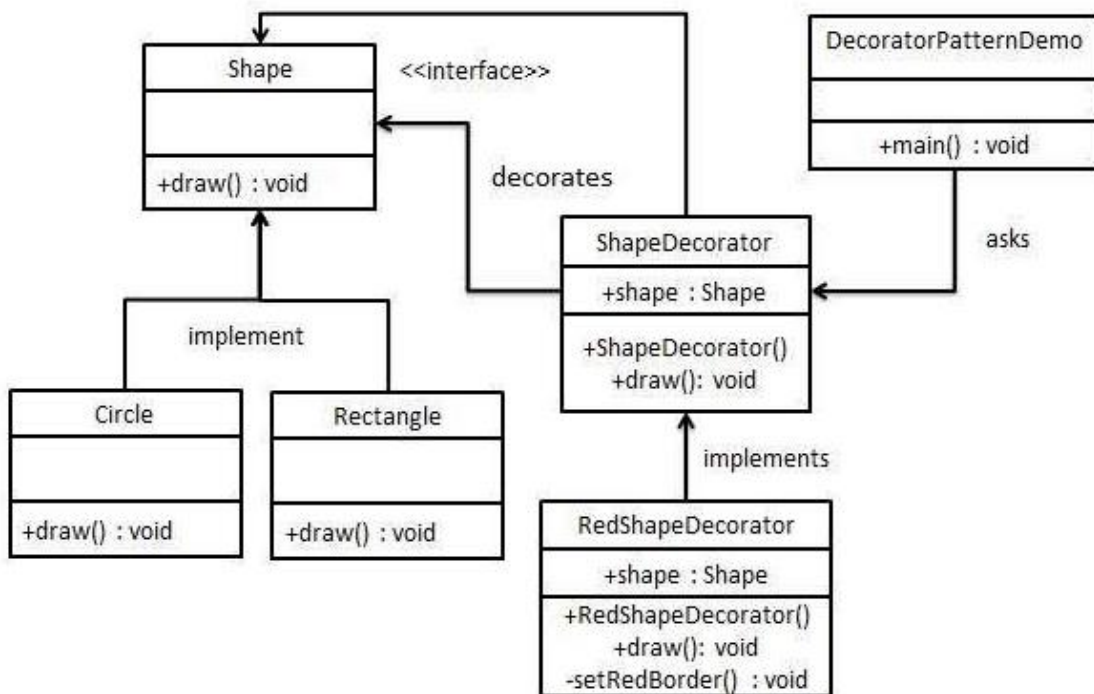 Shape
<<interface>>
+draw() : void
DecoratorPatternDemo
+main() : void
decorates
asks
ShapeDecorator
+shape : Shape
+ShapeDecorator()
+draw(): void
implement
Circle
+draw() : void
Rectangle
+draw() : void
implements
RedShapeDecorator
+shape : Shape
+RedShapeDecorator()
+draw(): void
-setRedBorder() : void